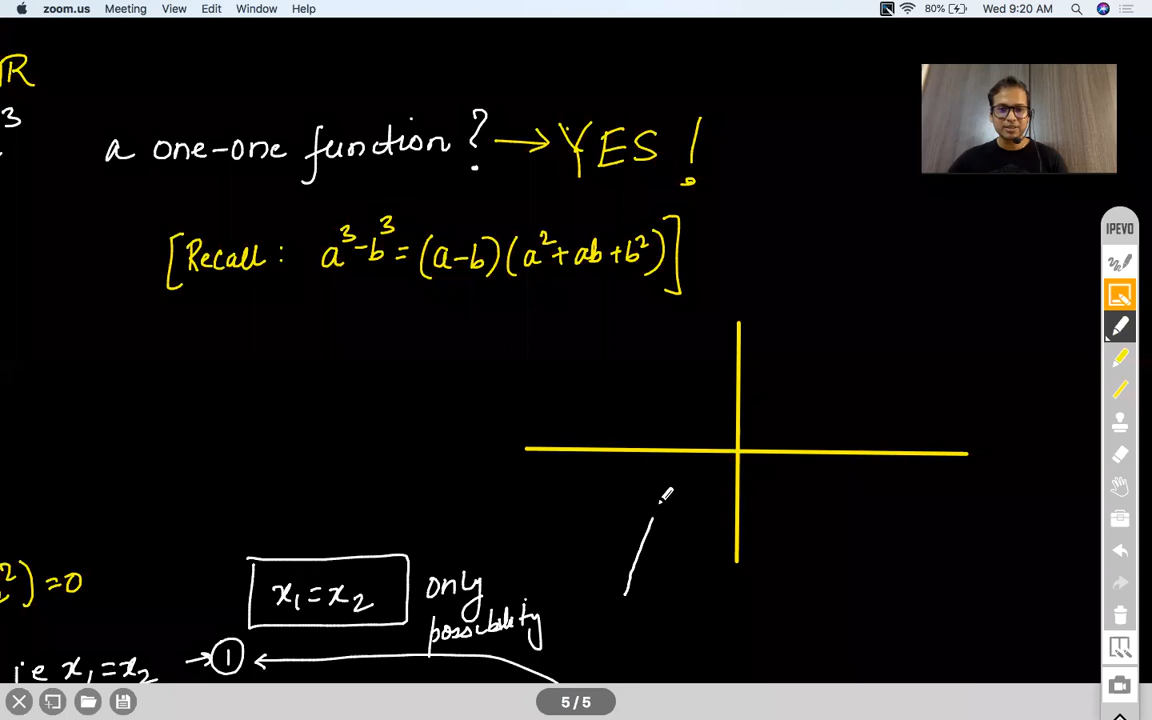 zoom.us Meeting View Edit Window Help
80% Wed 9:20 AM
R
3
a one-one function? → YES!
[Recall: a³-b³=(a-b)(a²+ab+b²)]
IPEVO
²)=0
x₁=x₂
only
possibility
ie x₁=x₂ → ①
5/5